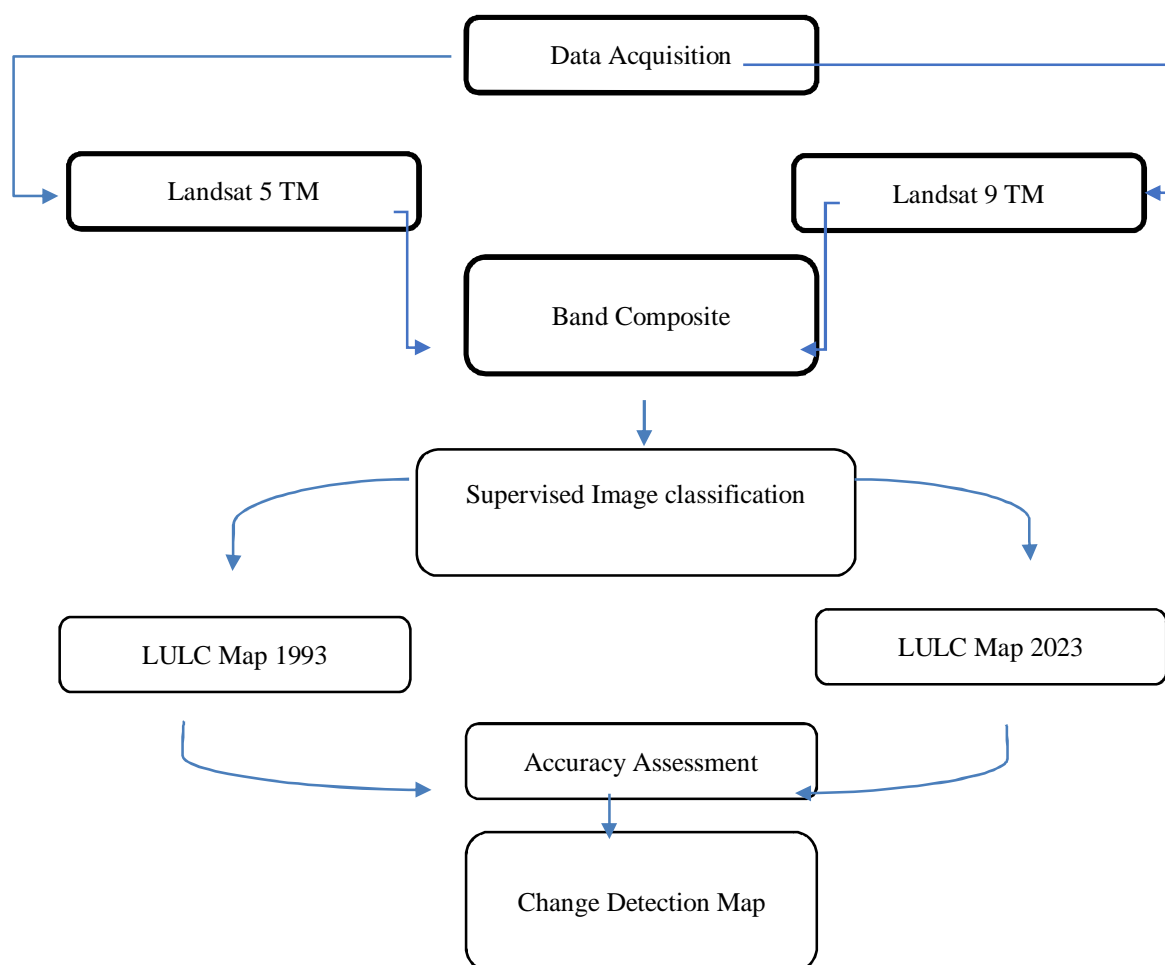 Data Acquisition
Landsat 5 TM
Landsat 9 TM
Band Composite
Supervised Image classification
LULC Map 1993
LULC Map 2023
Accuracy Assessment
Change Detection Map